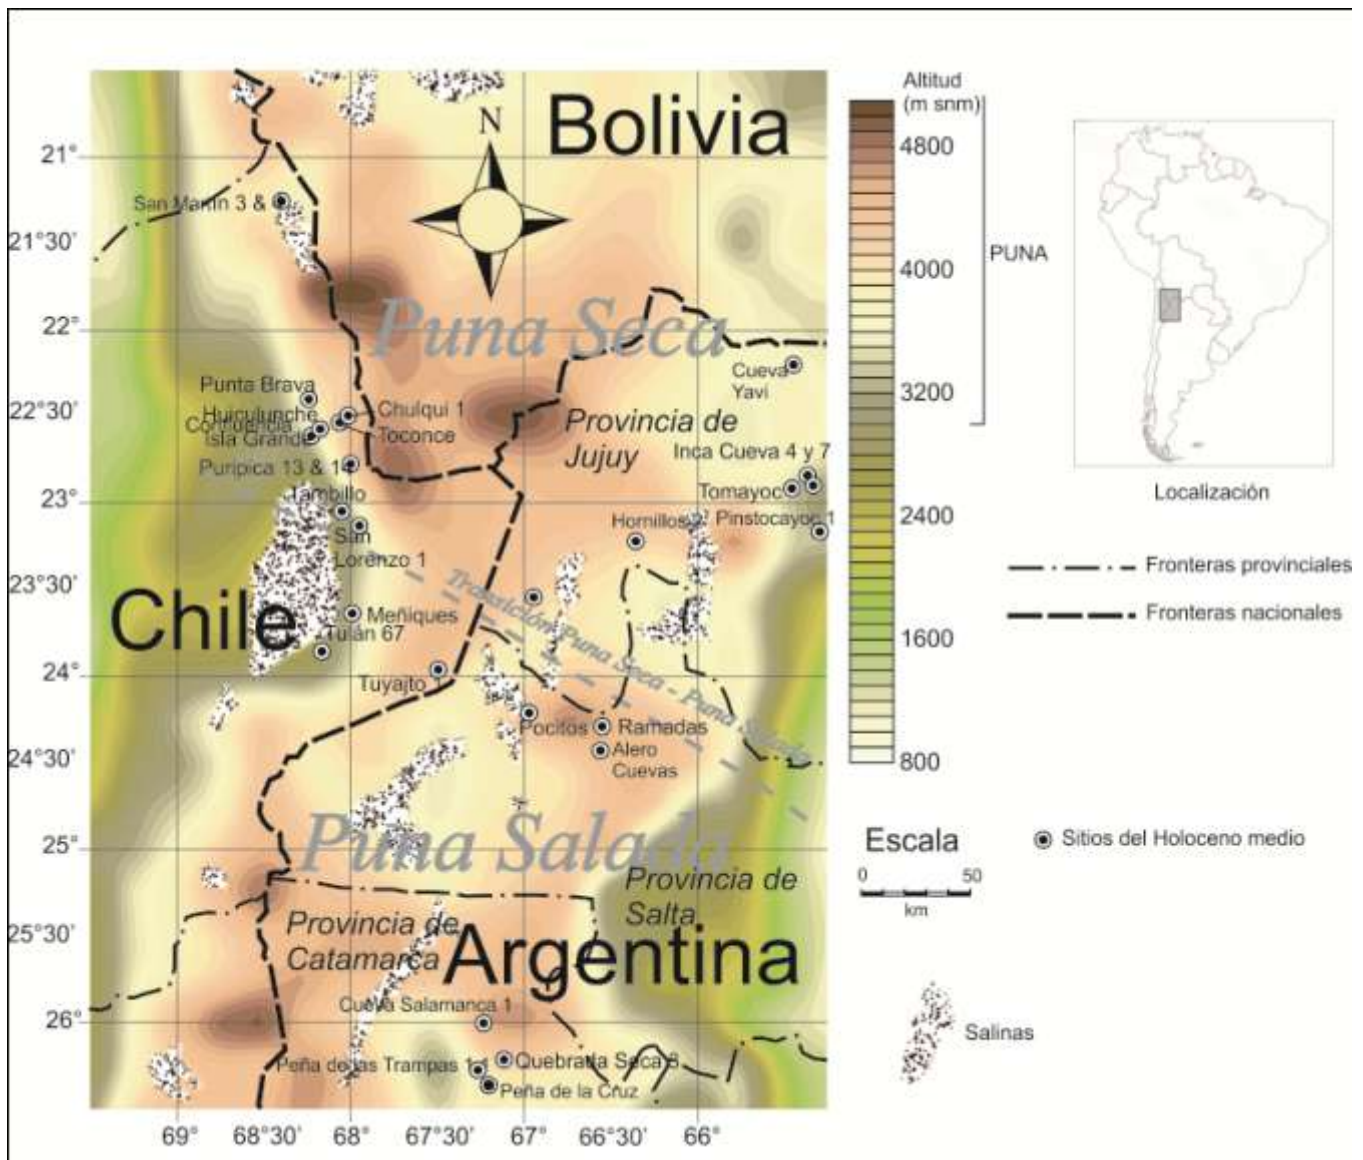 Bolivia
N
Altitud
(m snm)
4800
4000
PUNA
3200
2400
1600
800
21°
21°30'
22°
22°30'
23°
23°30'
24°
24°30'
25°
25°30'
26°
San Martín 3 &
Puna Seca
Punta Brava
Huiculunche
Confluencia
Isla Grande
Chulqui 1
Toconce
Puripica 13 & 14
Tambillo
San
Lorenzo 1
Cueva
Yavi
Provincia de
Jujuy
Inca Cueva 4 y 7
Tomayoc
Hornillos 2
Pinstocayoc 1
Chile
Meñiques
Tulán 67
Tuyajto 1
Transición Puna Seca - Puna Salada
Pocitos
Ramadas
Alero
Cuevas
Puna Salada
Provincia de
Salta
Provincia de
Catamarca
Argentina
Cueva Salamanca 1
Peña de las Trampas 1.1
Quebrada Seca 3
Peña de la Cruz
69°
68°30'
68°
67°30'
67°
66°30'
66°
Localización
Fronteras provinciales
Fronteras nacionales
Escala
0
50
km
Sitios del Holoceno medio
Salinas